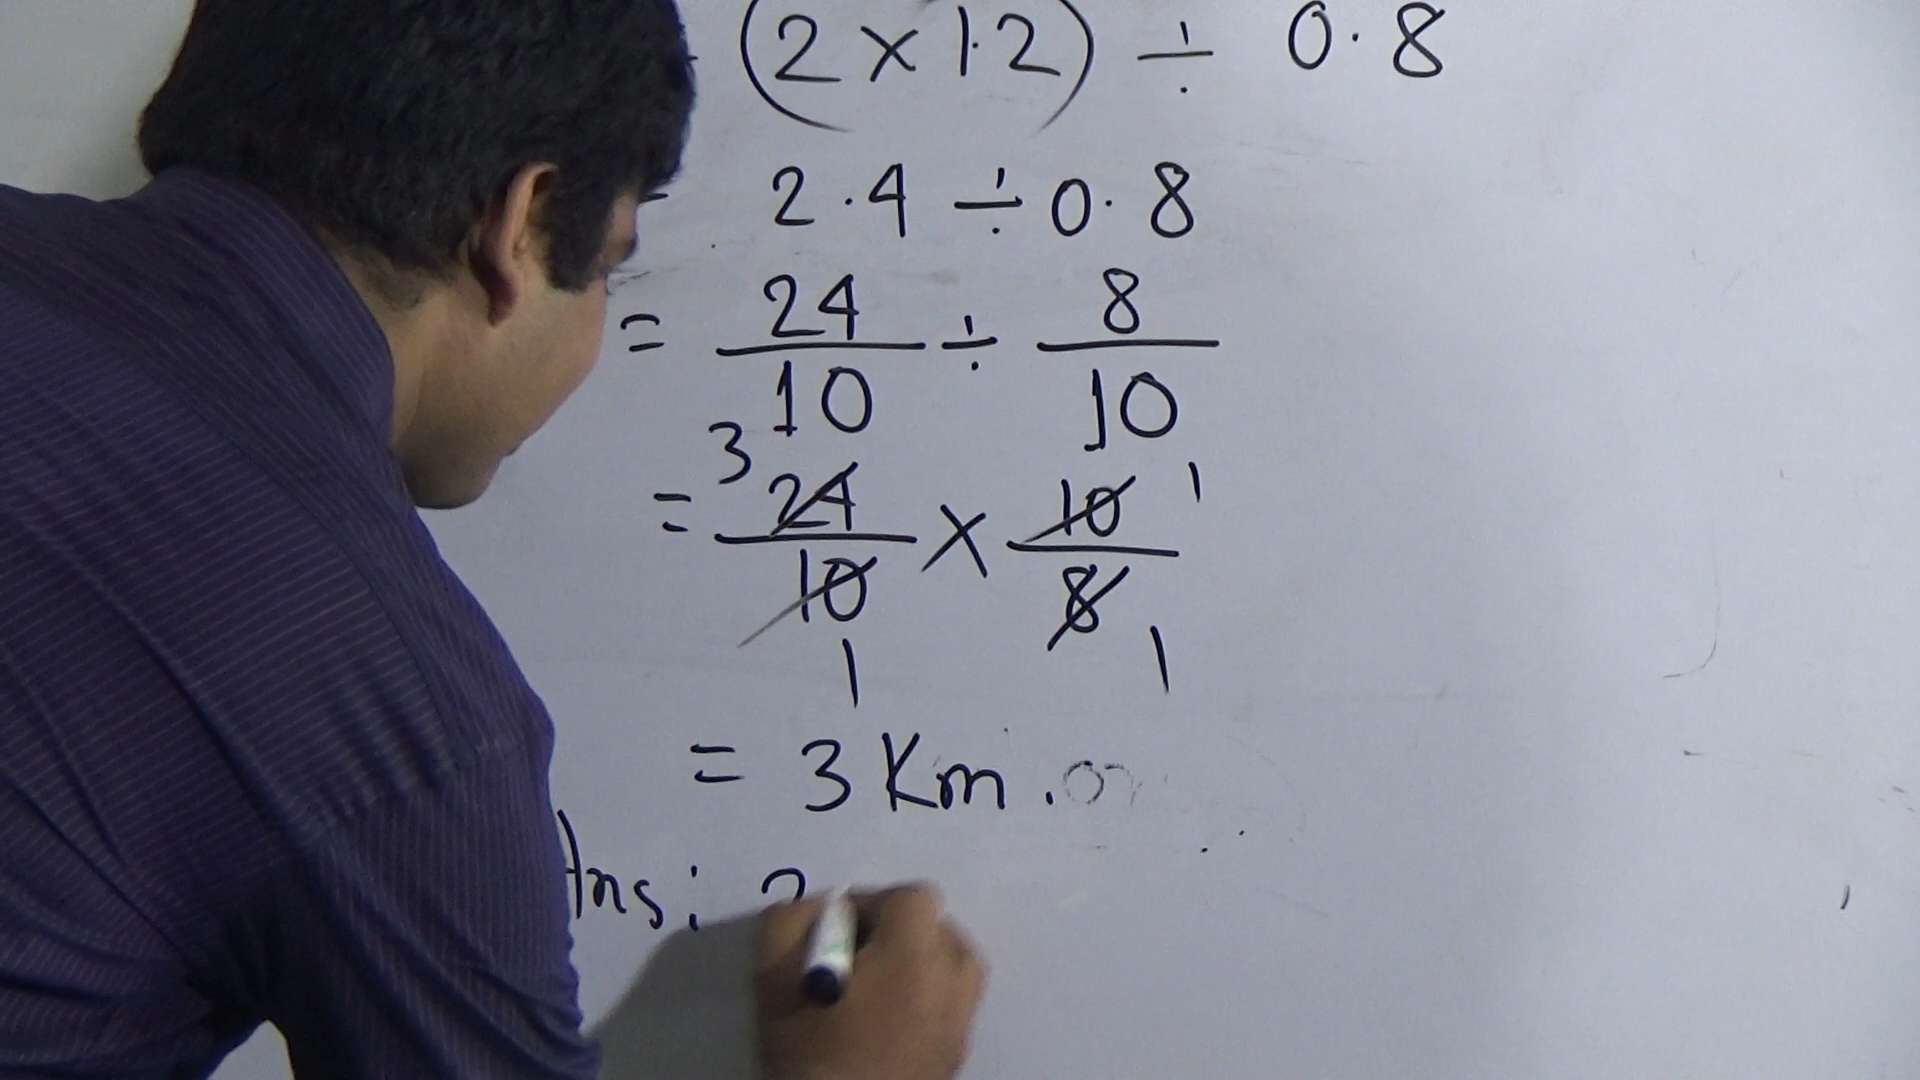 (2 × 1.2) ÷ 0.8
2.4 ÷ 0.8
= 24/10 ÷ 8/10
3 1
= 24/10 × 10/8
1 1
= 3 Km.
Ans: